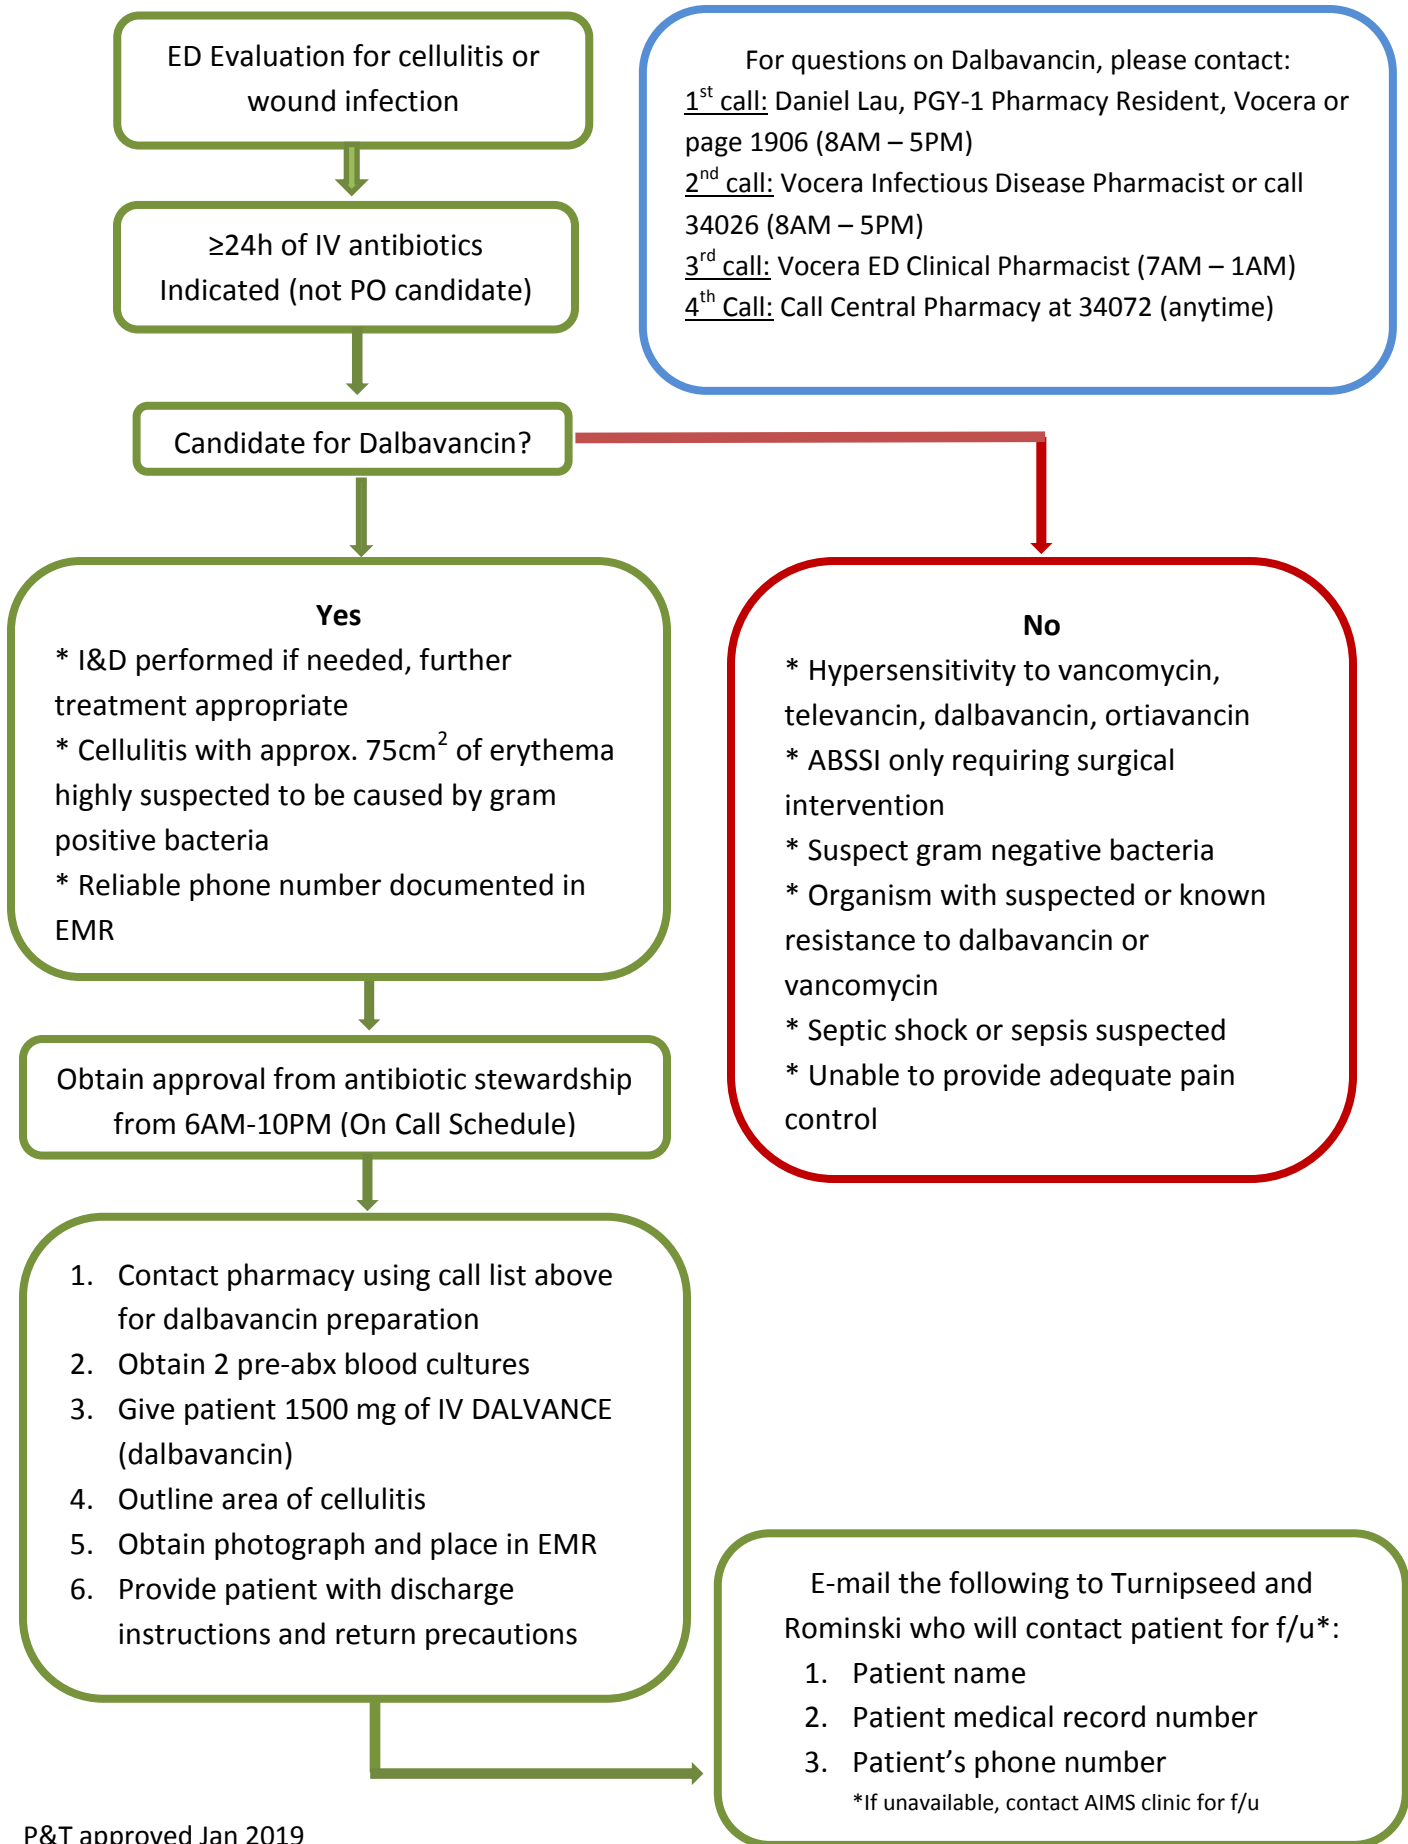 ED Evaluation for cellulitis or
wound infection
For questions on Dalbavancin, please contact:
1st call: Daniel Lau, PGY-1 Pharmacy Resident, Vocera or
page 1906 (8AM – 5PM)
2nd call: Vocera Infectious Disease Pharmacist or call
34026 (8AM – 5PM)
3rd call: Vocera ED Clinical Pharmacist (7AM – 1AM)
4th Call: Call Central Pharmacy at 34072 (anytime)
≥24h of IV antibiotics
Indicated (not PO candidate)
Candidate for Dalbavancin?
Yes
* I&D performed if needed, further
treatment appropriate
* Cellulitis with approx. 75cm2 of erythema
highly suspected to be caused by gram
positive bacteria
* Reliable phone number documented in
EMR
No
* Hypersensitivity to vancomycin,
televancin, dalbavancin, ortiavancin
* ABSSI only requiring surgical
intervention
* Suspect gram negative bacteria
* Organism with suspected or known
resistance to dalbavancin or
vancomycin
* Septic shock or sepsis suspected
* Unable to provide adequate pain
control
Obtain approval from antibiotic stewardship
from 6AM-10PM (On Call Schedule)
1. Contact pharmacy using call list above
for dalbavancin preparation
2. Obtain 2 pre-abx blood cultures
3. Give patient 1500 mg of IV DALVANCE
(dalbavancin)
4. Outline area of cellulitis
5. Obtain photograph and place in EMR
6. Provide patient with discharge
instructions and return precautions
E-mail the following to Turnipseed and
Rominski who will contact patient for f/u*:
1. Patient name
2. Patient medical record number
3. Patient's phone number
*If unavailable, contact AIMS clinic for f/u
P&T approved Jan 2019